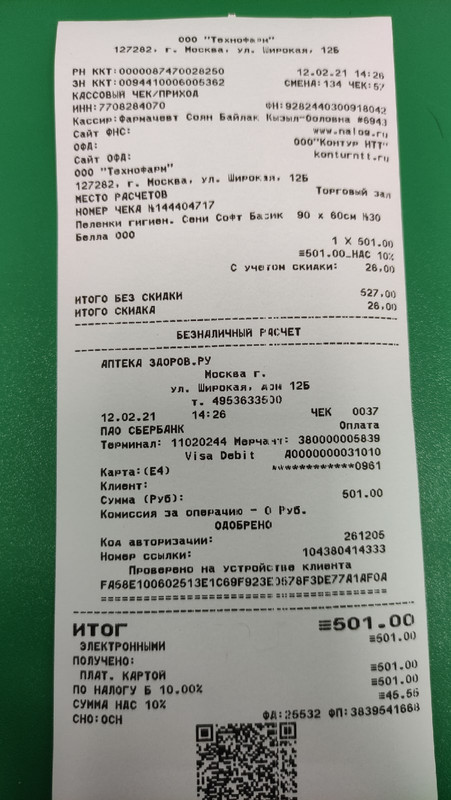 ООО "Технофарм"
127282, г. Москва, ул. Широкая, 12Б
РН ККТ:0000087470028250 12.02.21 14:26
ЗН ККТ:0094410006005362 СМЕНА:134 ЧЕК:57
КАССОВЫЙ ЧЕК/ПРИХОД
ИНН:7708284070 ФН:9282440300918042
Кассир:Фармацевт Соян Байлак Кызыл-ооловна #6943
Сайт ФНС: www.nalog.ru
ОФД: ООО"Контур НТТ"
Сайт ОФД: konturntt.ru
ООО "Технофарм"
127282, г. Москва, ул. Широкая, 12Б
МЕСТО РАСЧЕТОВ Торговый зал
НОМЕР ЧЕКА №144404717
Пеленки гигиен. Сени Софт Базик 90 х 60см №30
Белла ООО
1 X 501.00
≡501.00_НДС 10%
С учетом скидки: 26,00
ИТОГО БЕЗ СКИДКИ 527,00
ИТОГО СКИДКА 26,00
БЕЗНАЛИЧНЫЙ РАСЧЕТ
АПТЕКА ЗДОРОВ.РУ
Москва г.
ул. Широкая, дом 12Б
т. 4953633500
12.02.21 14:26 ЧЕК 0037
ПАО СБЕРБАНК Оплата
Терминал: 11020244 Мерчант: 380000005839
Visa Debit A0000000031010
Карта:(E4) ************0961
Клиент:
Сумма (Руб): 501.00
Комиссия за операцию - 0 Руб.
ОДОБРЕНО
Код авторизации: 261205
Номер ссылки: 104380414333
Проверено на устройстве клиента
FA58E100602513E1C69F923E0578F3DE77A1AF0A
==========================================
ИТОГ ≡501.00
ЭЛЕКТРОННЫМИ ≡501.00
ПОЛУЧЕНО:
ПЛАТ. КАРТОЙ ≡501.00
ПО НАЛОГУ Б 10.00% ≡501.00
СУММА НДС 10% ≡45.55
СНО:ОСН ФД:25532 ФП:3839541668